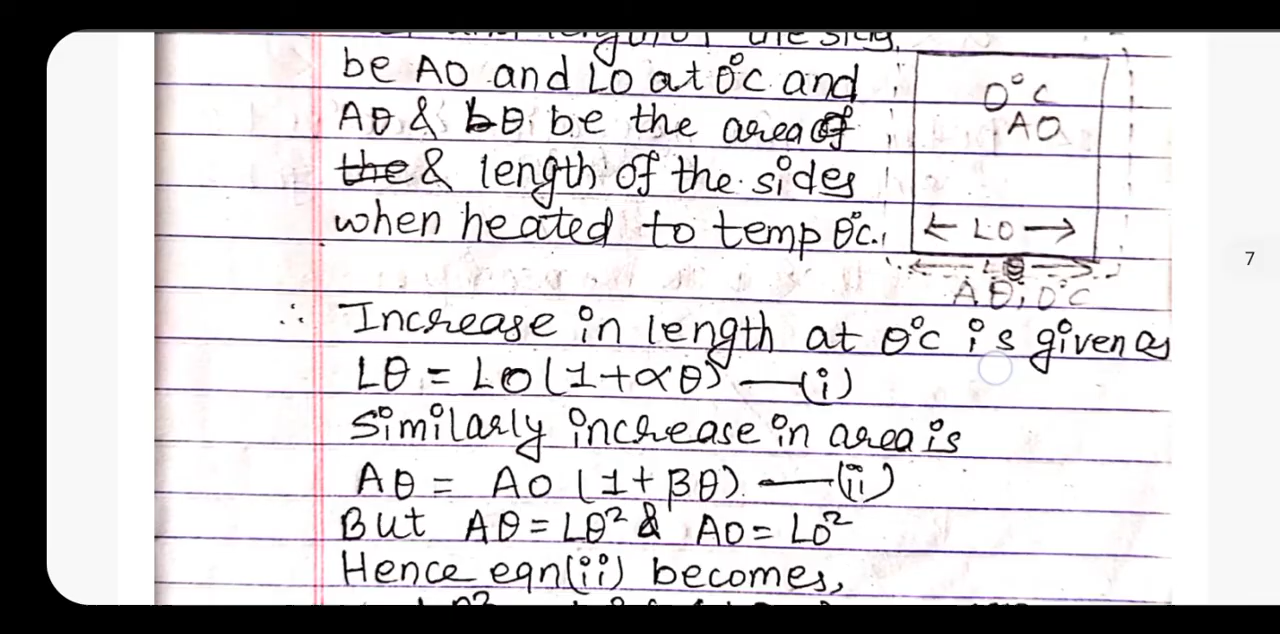 be A0 and L0 at 0°C and
Aθ & Lθ be the area of
the & length of the sides
when heated to temp θ°C.
0°C
A0
← L0 →
Aθ, θ°C
7
∴ Increase in length at θ°C is given as
Lθ = L0(1+αθ) —(i)
Similarly increase in area is
Aθ = A0 (1+βθ). —(ii)
But Aθ = Lθ² & A0 = L0²
Hence eqn(ii) becomes,